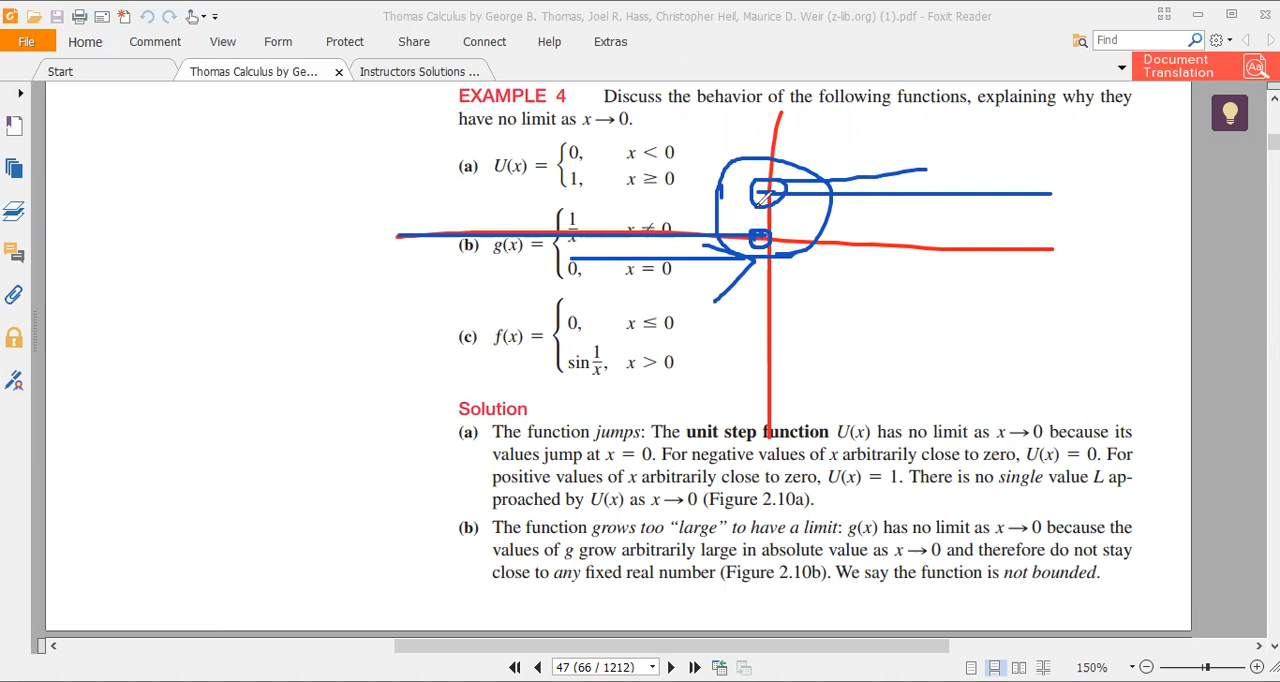 Thomas Calculus by George B. Thomas, Joel R. Hass, Christopher Heil, Maurice D. Weir (z-lib.org) (1).pdf - Foxit Reader
File Home Comment View Form Protect Share Connect Help Extras Find
Start Thomas Calculus by Ge... × Instructors Solutions ... Document Translation
EXAMPLE 4 Discuss the behavior of the following functions, explaining why they
have no limit as x → 0.
(a) U(x) = { 0, x < 0
1, x ≥ 0
(b) g(x) = { 1/x x ≠ 0
0, x = 0
(c) f(x) = { 0, x ≤ 0
sin 1/x, x > 0
Solution
(a) The function jumps: The unit step function U(x) has no limit as x → 0 because its
values jump at x = 0. For negative values of x arbitrarily close to zero, U(x) = 0. For
positive values of x arbitrarily close to zero, U(x) = 1. There is no single value L ap-
proached by U(x) as x → 0 (Figure 2.10a).
(b) The function grows too “large” to have a limit: g(x) has no limit as x → 0 because the
values of g grow arbitrarily large in absolute value as x → 0 and therefore do not stay
close to any fixed real number (Figure 2.10b). We say the function is not bounded.
47 (66 / 1212) 150%